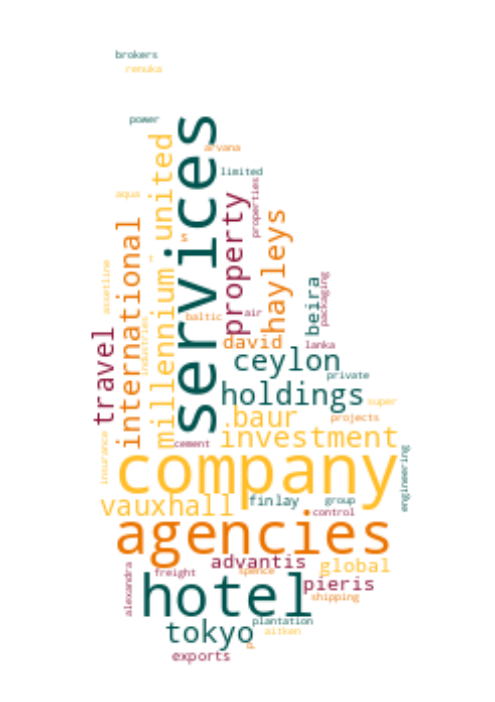 brokers
renuka
power
services
arvana
united
limited
properties
property
aqua
international
hayleys
s
millennium
assetline
beira
packaging
baltic
air
industries
travel
david
lanka
ceylon
private
holdings
super
baur
projects
investment
cement
insurance
engineering
company
vauxhall
finlay
group
control
agencies
advantis
global
freight
spence
pieris
alexandra
hotel
shipping
plantation
tokyo
aitken
p
exports